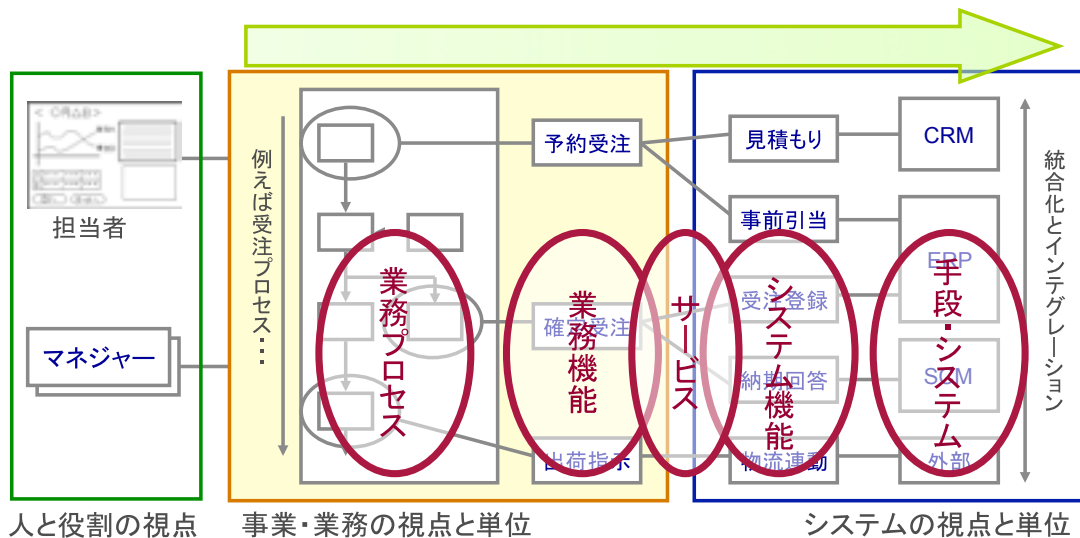 < CRAB>
担当者
マネジャー
人と役割の視点
例えば受注プロセス・・・
業務プロセス
予約受注
確定受注
出荷指示
業務機能
事業・業務の視点と単位
サービス
見積もり
事前引当
受注登録
納期回答
物流連動
システム機能
CRM
ERP
SCM
外部
手段・システム
統合化とインテグレーション
システムの視点と単位